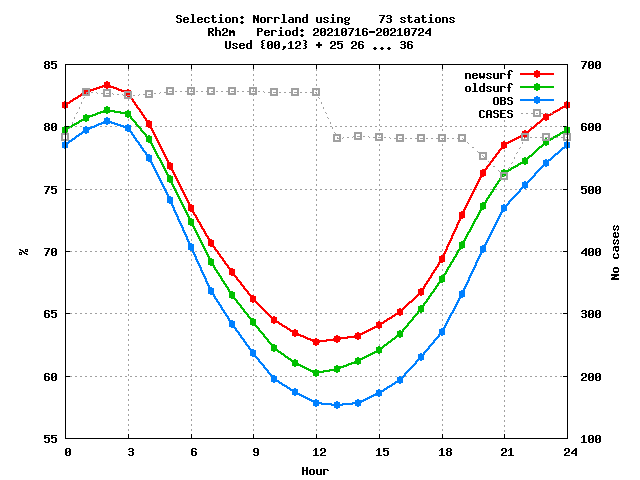 Selection: Norrland using    73 stations
Rh2m   Period: 20210716-20210724
Used {00,12} + 25 26 ... 36
85 700
newsurf
oldsurf
OBS
CASES
80 600
75 500
% 70 400 No cases
65 300
60 200
55 100
0 3 6 9 12 15 18 21 24
Hour